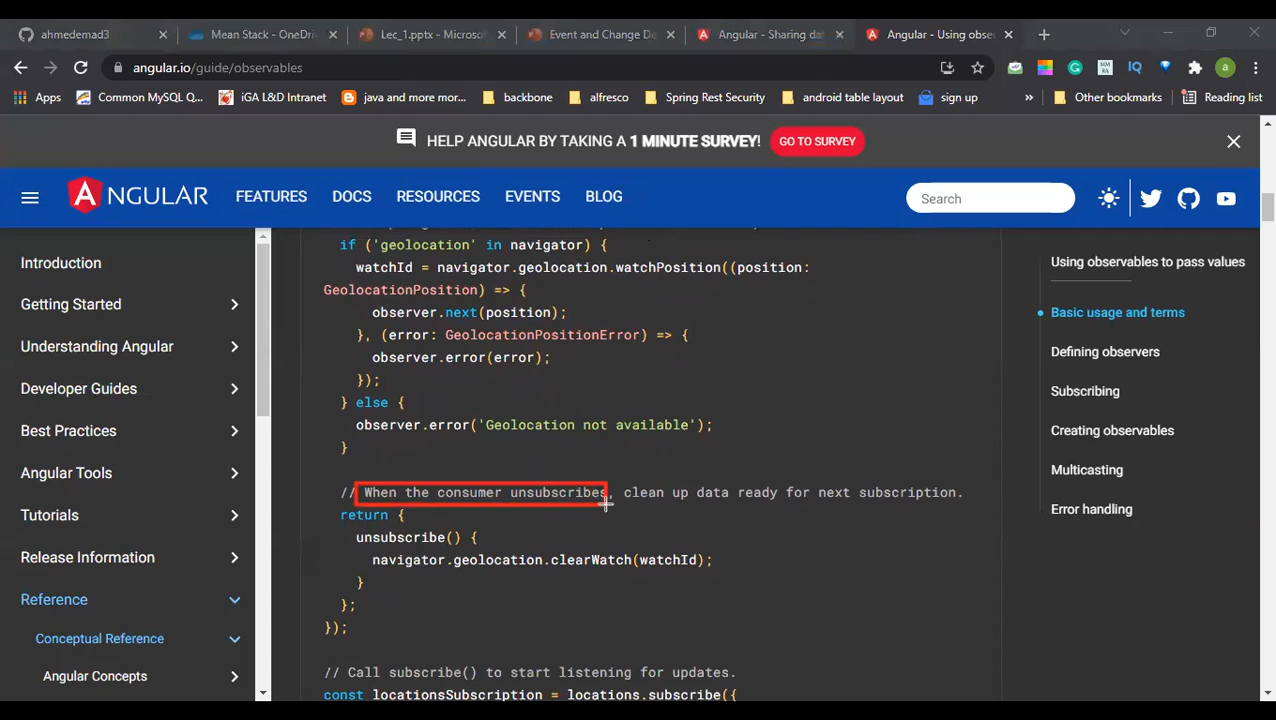 ahmedemad3
Mean Stack - OneDriv
Lec_1.pptx - Microsof
Event and Change De
Angular - Sharing dat
Angular - Using obser
angular.io/guide/observables
IQ
a
Apps
Common MySQL Q...
iGA L&D Intranet
java and more mor...
backbone
alfresco
Spring Rest Security
android table layout
sign up
»
Other bookmarks
Reading list
HELP ANGULAR BY TAKING A 1 MINUTE SURVEY!
GO TO SURVEY
ANGULAR
FEATURES
DOCS
RESOURCES
EVENTS
BLOG
Search
Introduction
Getting Started
Understanding Angular
Developer Guides
Best Practices
Angular Tools
Tutorials
Release Information
Reference
Conceptual Reference
Angular Concepts
if ('geolocation' in navigator) {
watchId = navigator.geolocation.watchPosition((position:
GeolocationPosition) => {
observer.next(position);
}, (error: GeolocationPositionError) => {
observer.error(error);
});
} else {
observer.error('Geolocation not available');
}
// When the consumer unsubscribes, clean up data ready for next subscription.
return {
unsubscribe() {
navigator.geolocation.clearWatch(watchId);
}
};
});
// Call subscribe() to start listening for updates.
const locationsSubscription = locations.subscribe({
Using observables to pass values
Basic usage and terms
Defining observers
Subscribing
Creating observables
Multicasting
Error handling